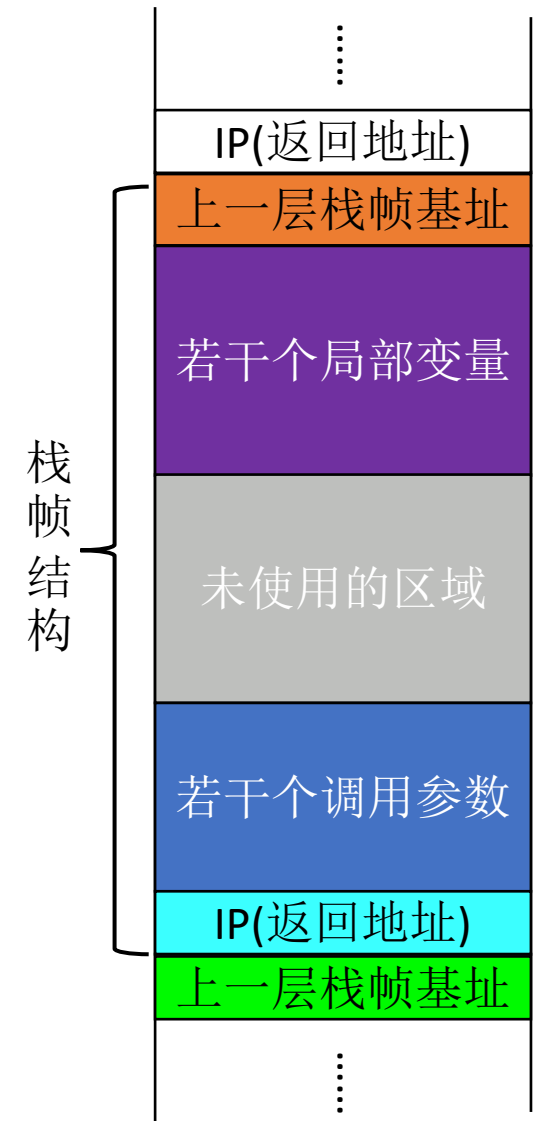 ……
IP(返回地址)
上一层栈帧基址
若干个局部变量
栈帧结构
未使用的区域
若干个调用参数
IP(返回地址)
上一层栈帧基址
……